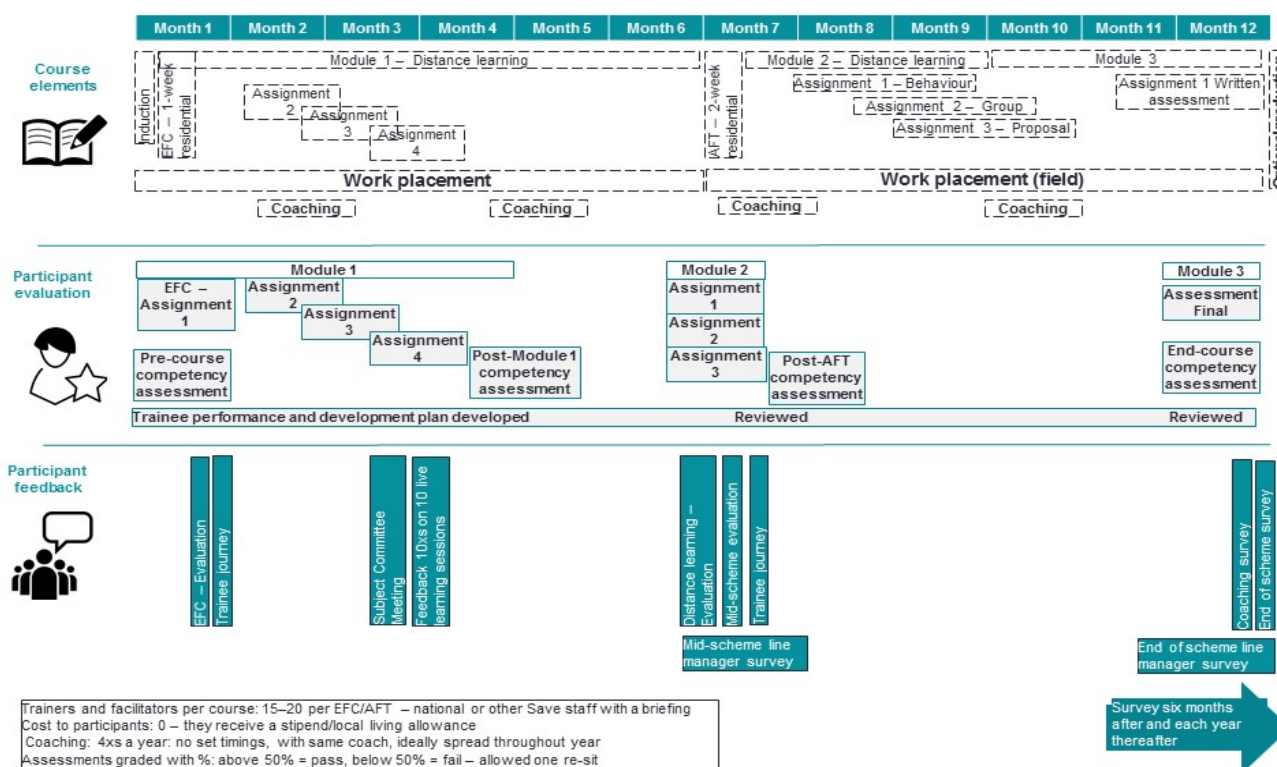 Month 1 Month 2 Month 3 Month 4 Month 5 Month 6 Month 7 Month 8 Month 9 Month 10 Month 11 Month 12
Course
elements
Induction
EFC – 1-week
residential
Module 1 – Distance learning
Assignment
2
Assignment
3
Assignment
4
AFT – 2-week
residential
Module 2 – Distance learning
Assignment 1 – Behaviour
Assignment 2 – Group
Assignment 3 – Proposal
Module 3
Assignment 1 Written
assessment
Work placement
Work placement (field)
Coaching
Coaching
Coaching
Coaching
Participant
evaluation
Module 1
EFC –
Assignment
1
Assignment
2
Assignment
3
Assignment
4
Pre-course
competency
assessment
Post-Module 1
competency
assessment
Module 2
Assignment
1
Assignment
2
Assignment
3
Post-AFT
competency
assessment
Module 3
Assessment
Final
End-course
competency
assessment
Trainee performance and development plan developed
Reviewed
Reviewed
Participant
feedback
EFC – Evaluation
Trainee journey
Subject Committee
Meeting
Feedback 10xs on 10 live
learning sessions
Distance learning –
Evaluation
Mid-scheme evaluation
Trainee journey
Mid-scheme line
manager survey
Coaching survey
End of scheme survey
End of scheme line
manager survey
Survey six months
after and each year
thereafter
Trainers and facilitators per course: 15–20 per EFC/AFT – national or other Save staff with a briefing
Cost to participants: 0 – they receive a stipend/local living allowance
Coaching: 4xs a year: no set timings, with same coach, ideally spread throughout year
Assessments graded with %: above 50% = pass, below 50% = fail – allowed one re-sit